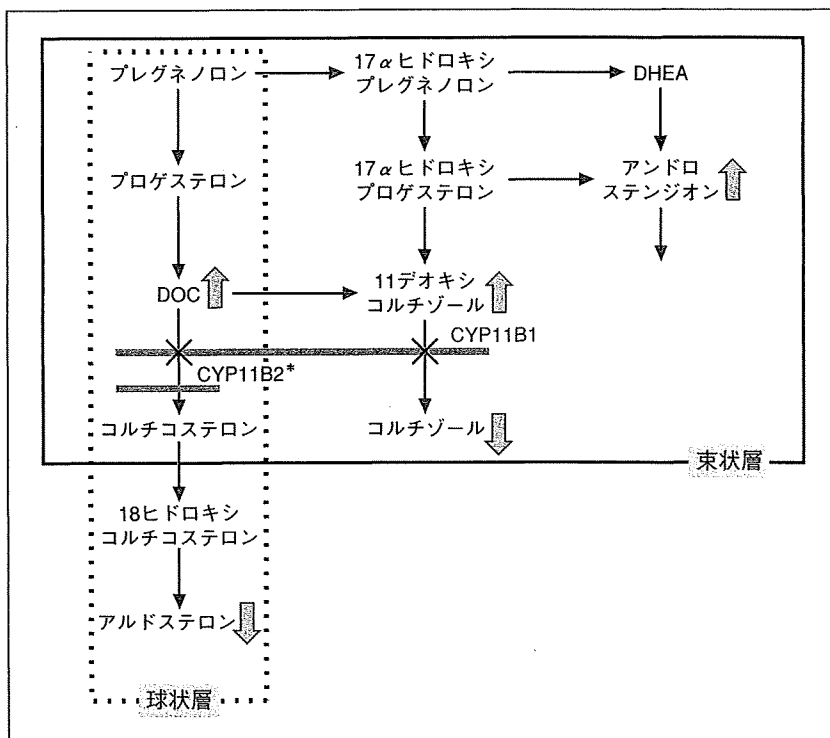 プレグネノロン
17αヒドロキシ
プレグネノロン
DHEA
プロゲステロン
17αヒドロキシ
プロゲステロン
アンドロ
ステンジオン
DOC
11デオキシ
コルチゾール
CYP11B1
CYP11B2*
コルチコステロン
コルチゾール
束状層
18ヒドロキシ
コルチコステロン
アルドステロン
球状層